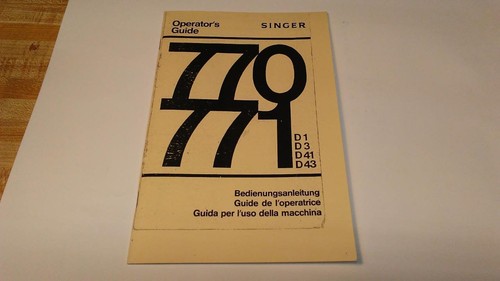 Operator's
Guide
SINGER
770
771
D1
D3
D41
D43
Bedienungsanleitung
Guide de l'operatrice
Guida per l'uso della macchina